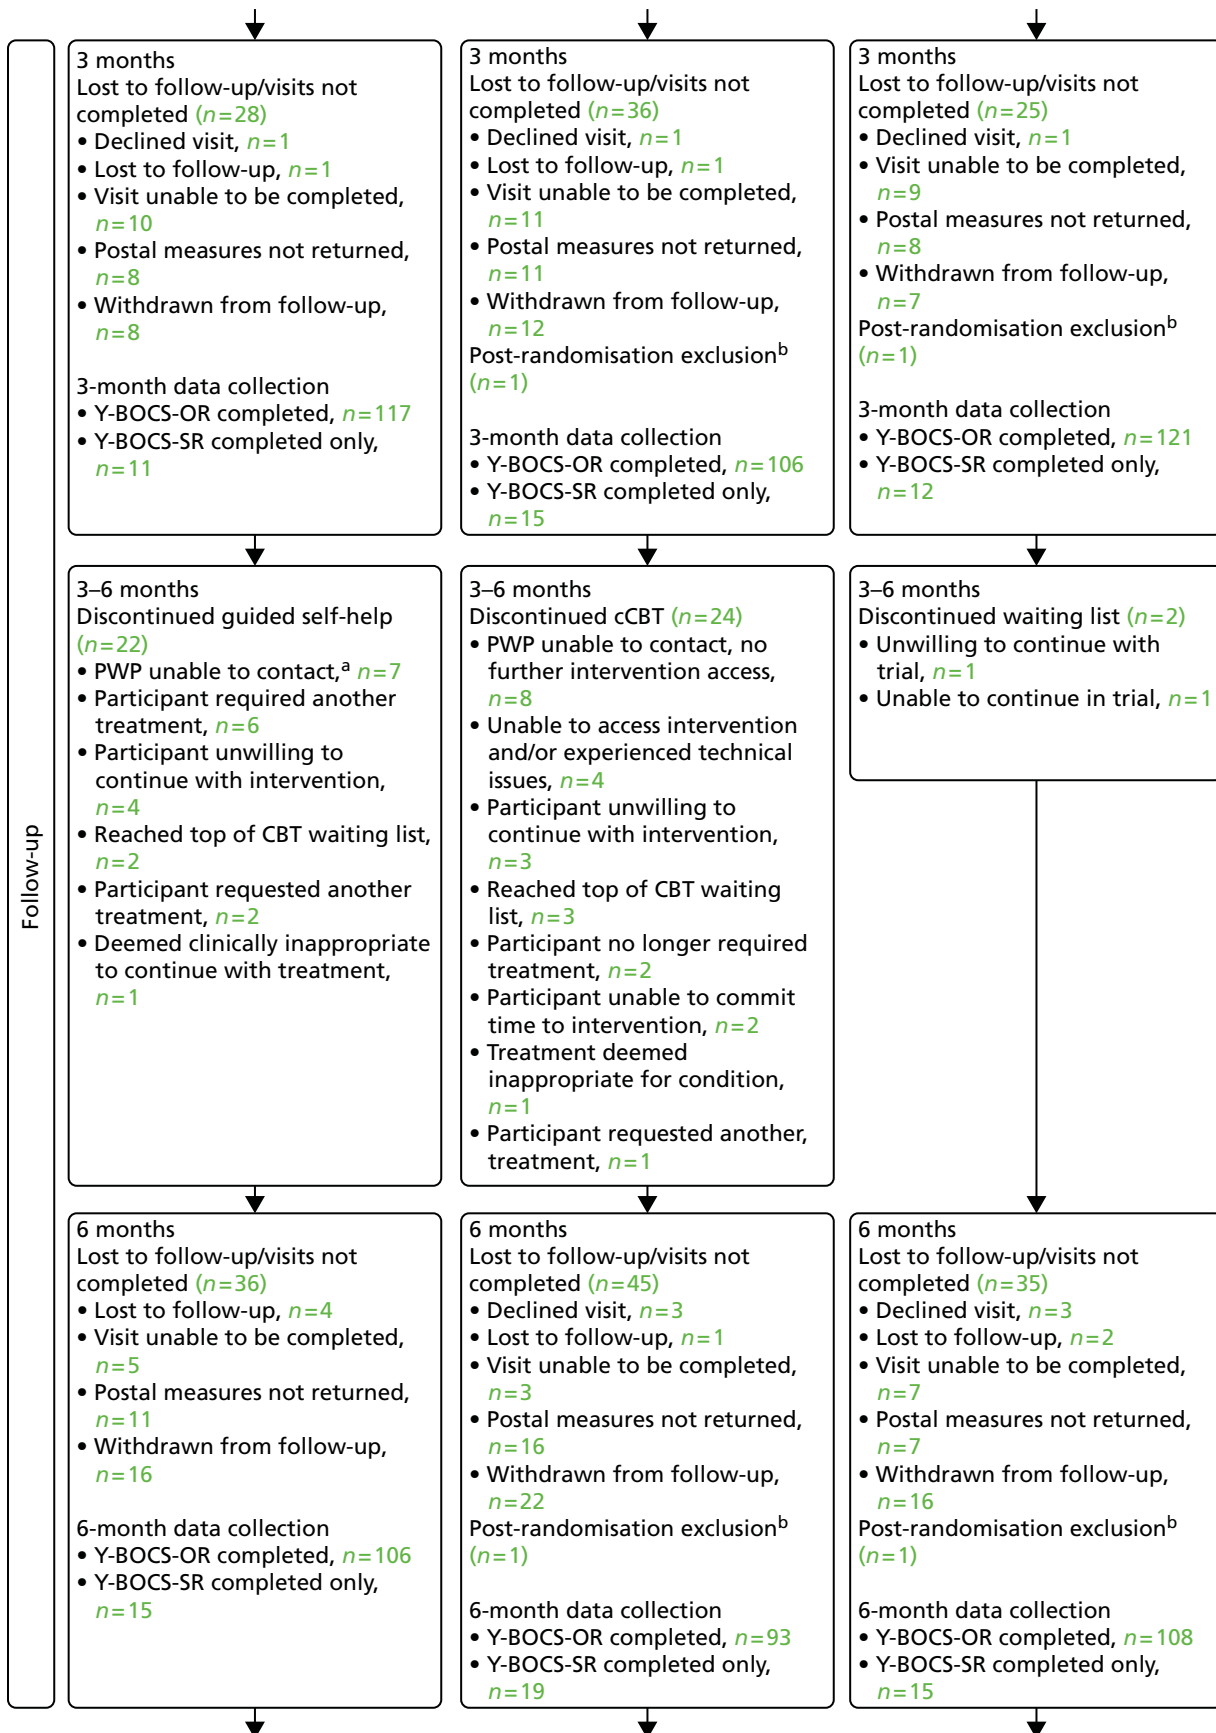 Follow-up
3 months
Lost to follow-up/visits not
completed (n=28)
• Declined visit, n=1
• Lost to follow-up, n=1
• Visit unable to be completed,
n=10
• Postal measures not returned,
n=8
• Withdrawn from follow-up,
n=8
3-month data collection
• Y-BOCS-OR completed, n=117
• Y-BOCS-SR completed only,
n=11
3 months
Lost to follow-up/visits not
completed (n=36)
• Declined visit, n=1
• Lost to follow-up, n=1
• Visit unable to be completed,
n=11
• Postal measures not returned,
n=11
• Withdrawn from follow-up,
n=12
Post-randomisation exclusionb
(n=1)
3-month data collection
• Y-BOCS-OR completed, n=106
• Y-BOCS-SR completed only,
n=15
3 months
Lost to follow-up/visits not
completed (n=25)
• Declined visit, n=1
• Visit unable to be completed,
n=9
• Postal measures not returned,
n=8
• Withdrawn from follow-up,
n=7
Post-randomisation exclusionb
(n=1)
3-month data collection
• Y-BOCS-OR completed, n=121
• Y-BOCS-SR completed only,
n=12
3–6 months
Discontinued guided self-help
(n=22)
• PWP unable to contact,a n=7
• Participant required another
treatment, n=6
• Participant unwilling to
continue with intervention,
n=4
• Reached top of CBT waiting list,
n=2
• Participant requested another
treatment, n=2
• Deemed clinically inappropriate
to continue with treatment,
n=1
3–6 months
Discontinued cCBT (n=24)
• PWP unable to contact, no
further intervention access,
n=8
• Unable to access intervention
and/or experienced technical
issues, n=4
• Participant unwilling to
continue with intervention,
n=3
• Reached top of CBT waiting
list, n=3
• Participant no longer required
treatment, n=2
• Participant unable to commit
time to intervention, n=2
• Treatment deemed
inappropriate for condition,
n=1
• Participant requested another,
treatment, n=1
3–6 months
Discontinued waiting list (n=2)
• Unwilling to continue with
trial, n=1
• Unable to continue in trial, n=1
6 months
Lost to follow-up/visits not
completed (n=36)
• Lost to follow-up, n=4
• Visit unable to be completed,
n=5
• Postal measures not returned,
n=11
• Withdrawn from follow-up,
n=16
6-month data collection
• Y-BOCS-OR completed, n=106
• Y-BOCS-SR completed only,
n=15
6 months
Lost to follow-up/visits not
completed (n=45)
• Declined visit, n=3
• Lost to follow-up, n=1
• Visit unable to be completed,
n=3
• Postal measures not returned,
n=16
• Withdrawn from follow-up,
n=22
Post-randomisation exclusionb
(n=1)
6-month data collection
• Y-BOCS-OR completed, n=93
• Y-BOCS-SR completed only,
n=19
6 months
Lost to follow-up/visits not
completed (n=35)
• Declined visit, n=3
• Lost to follow-up, n=2
• Visit unable to be completed,
n=7
• Postal measures not returned,
n=7
• Withdrawn from follow-up,
n=16
Post-randomisation exclusionb
(n=1)
6-month data collection
• Y-BOCS-OR completed, n=108
• Y-BOCS-SR completed only,
n=15